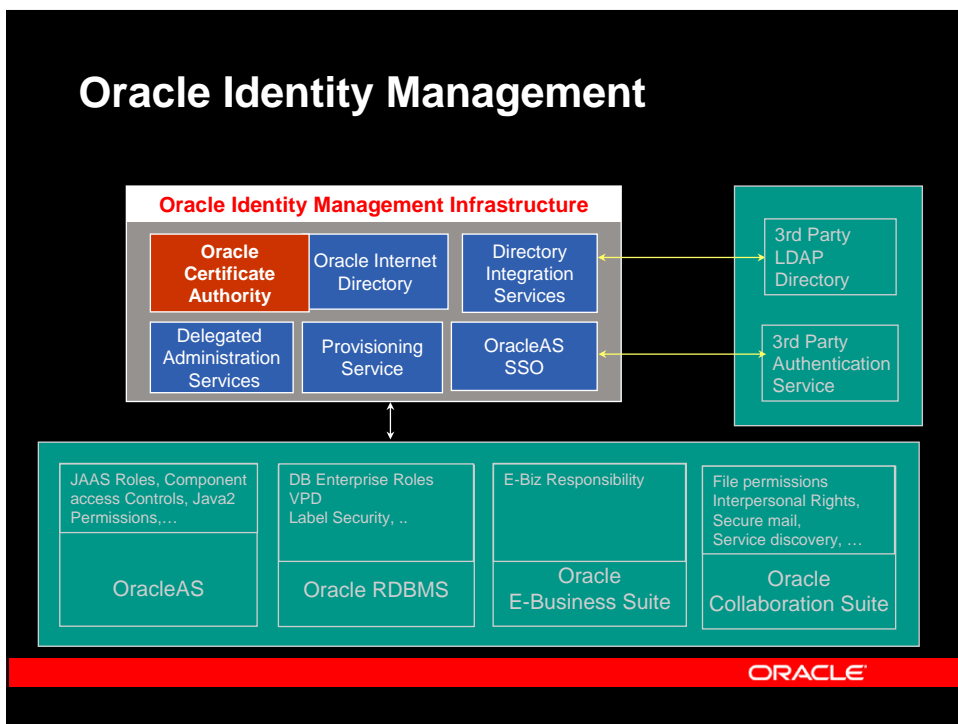 Oracle Identity Management
Oracle Identity Management Infrastructure
Oracle
Certificate
Authority
Oracle Internet
Directory
Directory
Integration
Services
Delegated
Administration
Services
Provisioning
Service
OracleAS
SSO
3rd Party
LDAP
Directory
3rd Party
Authentication
Service
JAAS Roles, Component
access Controls, Java2
Permissions,…
OracleAS
DB Enterprise Roles
VPD
Label Security, ..
Oracle RDBMS
E-Biz Responsibility
Oracle
E-Business Suite
File permissions
Interpersonal Rights,
Secure mail,
Service discovery, …
Oracle
Collaboration Suite
ORACLE